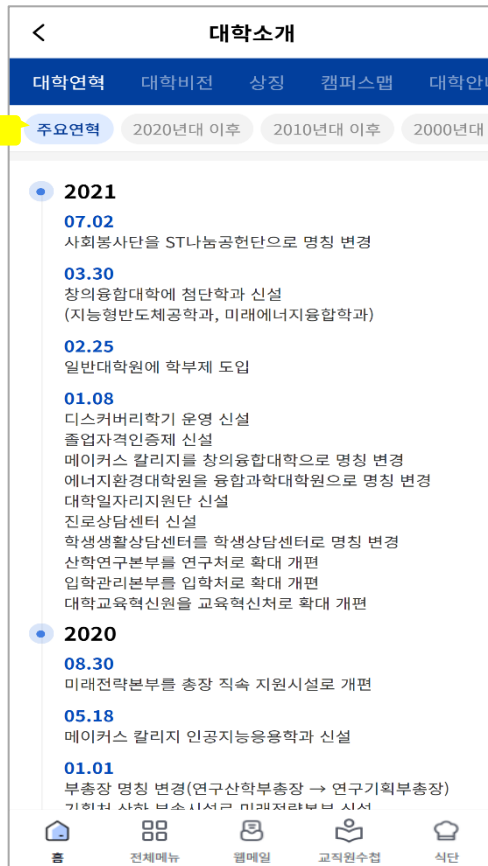 대학소개
대학연혁 대학비전 상징 캠퍼스맵 대학안
주요연혁 2020년대 이후 2010년대 이후 2000년대
2021
07.02
사회봉사단을 ST나눔공헌단으로 명칭 변경
03.30
창의융합대학에 첨단학과 신설
(지능형반도체공학과, 미래에너지융합학과)
02.25
일반대학원에 학부제 도입
01.08
디스커버리학기 운영 신설
졸업자격인증제 신설
메이커스 칼리지를 창의융합대학으로 명칭 변경
에너지환경대학원을 융합과학대학원으로 명칭 변경
대학일자리지원단 신설
진로상담센터 신설
학생생활상담센터를 학생상담센터로 명칭 변경
산학연구본부를 연구처로 확대 개편
입학관리본부를 입학처로 확대 개편
대학교육혁신원을 교육혁신처로 확대 개편
2020
08.30
미래전략본부를 총장 직속 지원시설로 개편
05.18
메이커스 칼리지 인공지능응용학과 신설
01.01
부총장 명칭 변경(연구산학부총장 → 연구기획부총장)
기획처 산하 부속시설로 미래전략본부 신설
홈 전체메뉴 웹메일 교직원수첩 식단